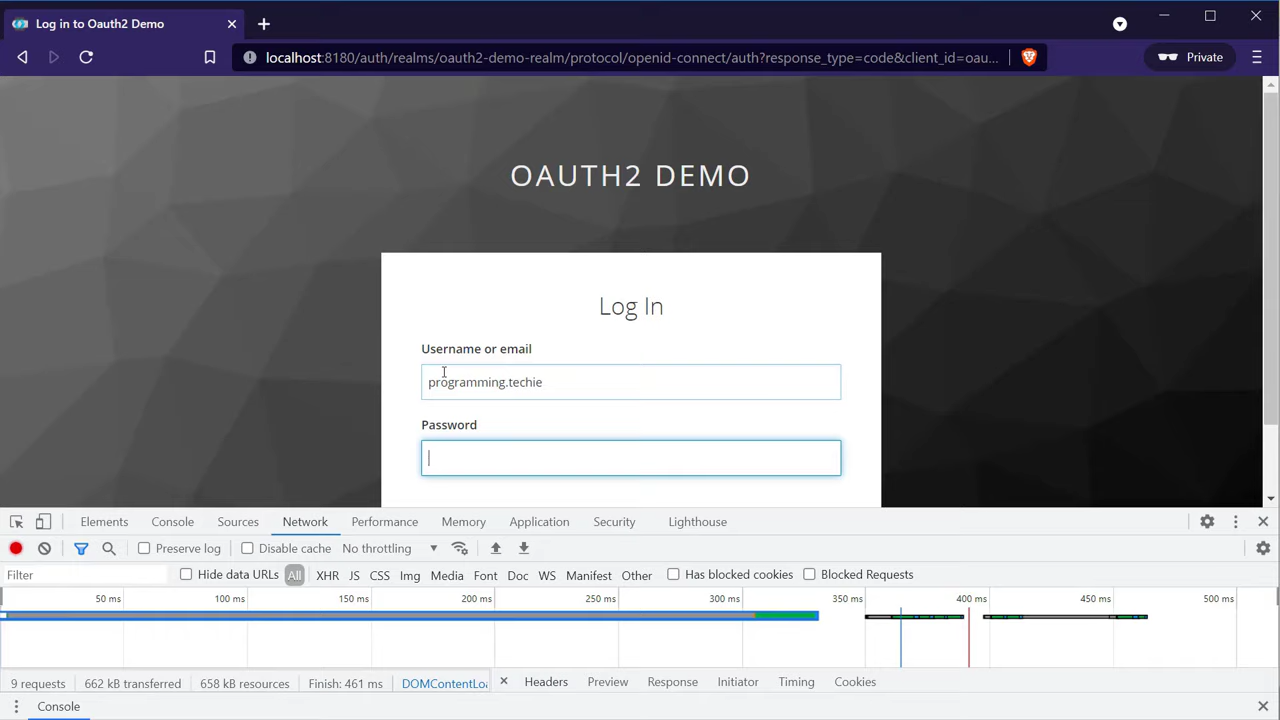 Log in to Oauth2 Demo
localhost:8180/auth/realms/oauth2-demo-realm/protocol/openid-connect/auth?response_type=code&client_id=oau...
Private
OAUTH2 DEMO
Log In
Username or email
programming.techie
Password
Elements Console Sources Network Performance Memory Application Security Lighthouse
Preserve log Disable cache No throttling
Filter Hide data URLs All XHR JS CSS Img Media Font Doc WS Manifest Other Has blocked cookies Blocked Requests
50 ms 100 ms 150 ms 200 ms 250 ms 300 ms 350 ms 400 ms 450 ms 500 ms
9 requests 662 kB transferred 658 kB resources Finish: 461 ms DOMContentLoa Headers Preview Response Initiator Timing Cookies
Console